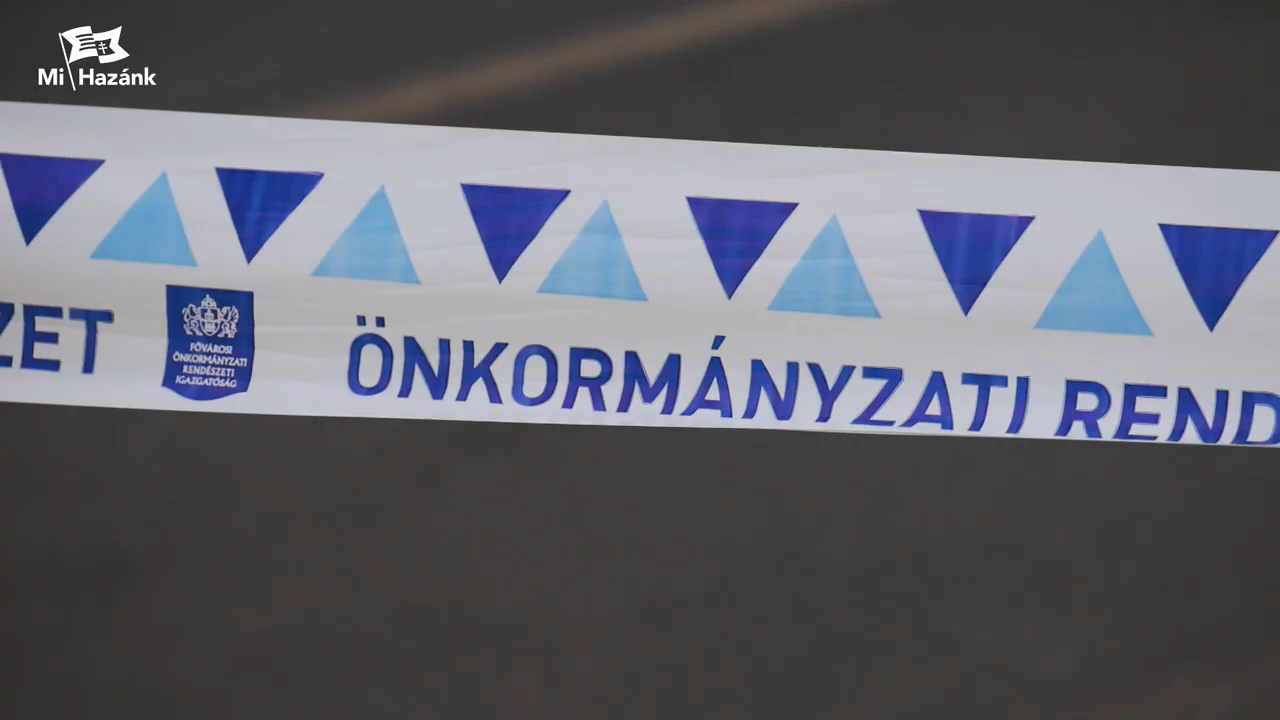 Mi Hazánk
ZET
FŐVÁROSI
ÖNKORMÁNYZATI
RENDÉSZETI
IGAZGATÓSÁG
ÖNKORMÁNYZATI REND